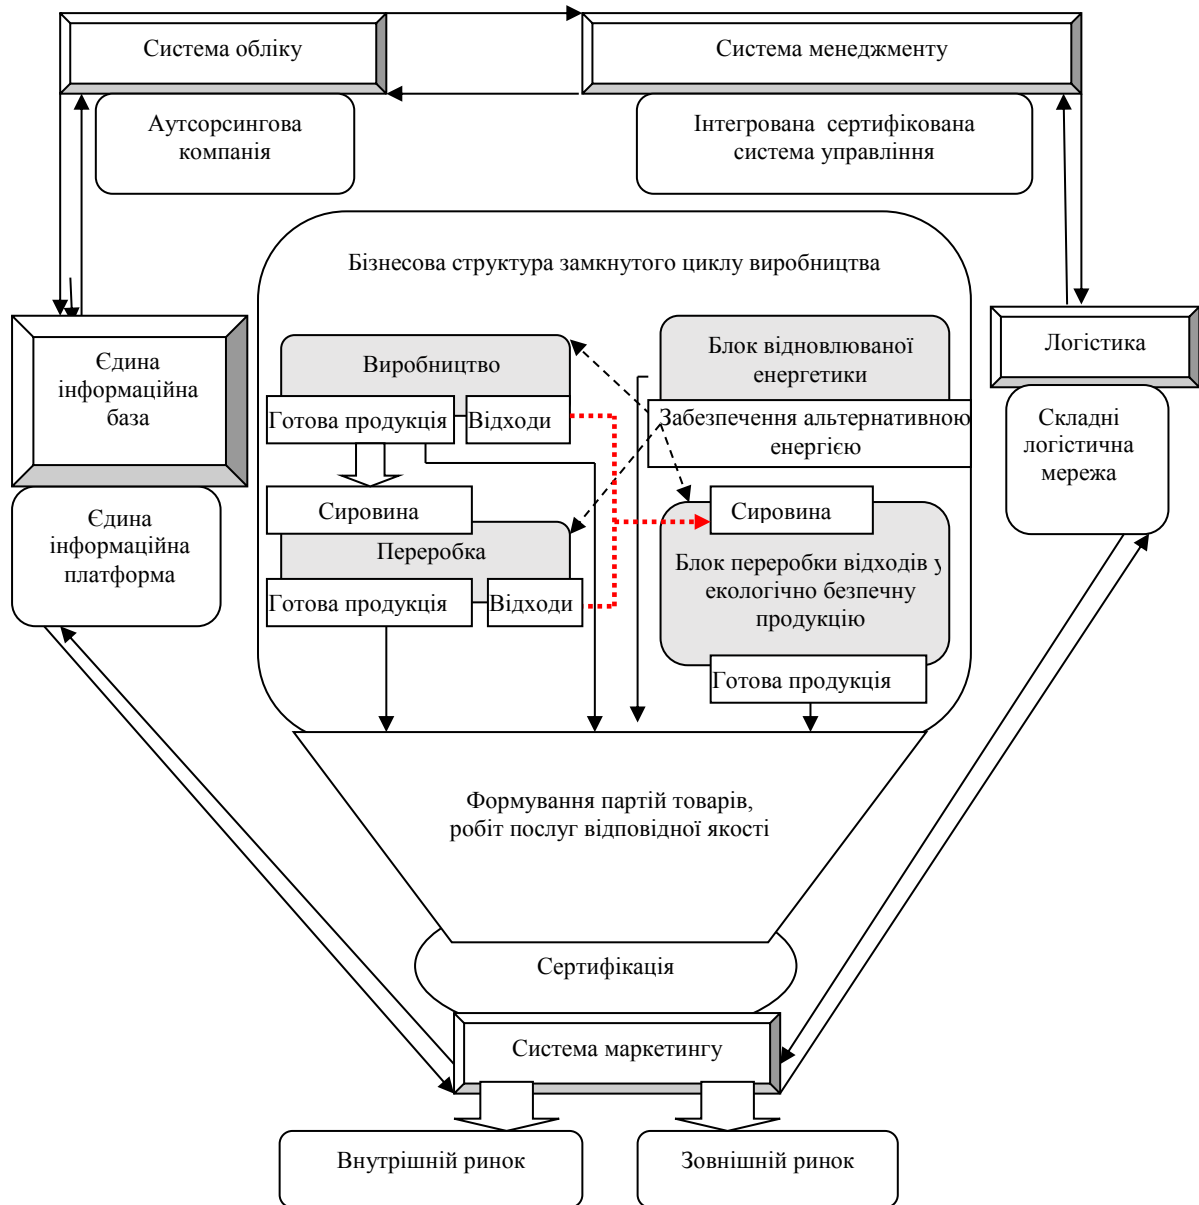 Система обліку
Система менеджменту
Аутсорсингова
компанія
Інтегрована сертифікована
система управління
Бізнесова структура замкнутого циклу виробництва
Єдина
інформаційна
база
Виробництво
Блок відновлюваної
енергетики
Логістика
Готова продукція
Відходи
Забезпечення альтернативною
енергією
Складні
логістична
мережа
Єдина
інформаційна
платформа
Сировина
Сировина
Переробка
Блок переробки відходів у
екологічно безпечну
продукцію
Готова продукція
Відходи
Готова продукція
Формування партій товарів,
робіт послуг відповідної якості
Сертифікація
Система маркетингу
Внутрішній ринок
Зовнішній ринок